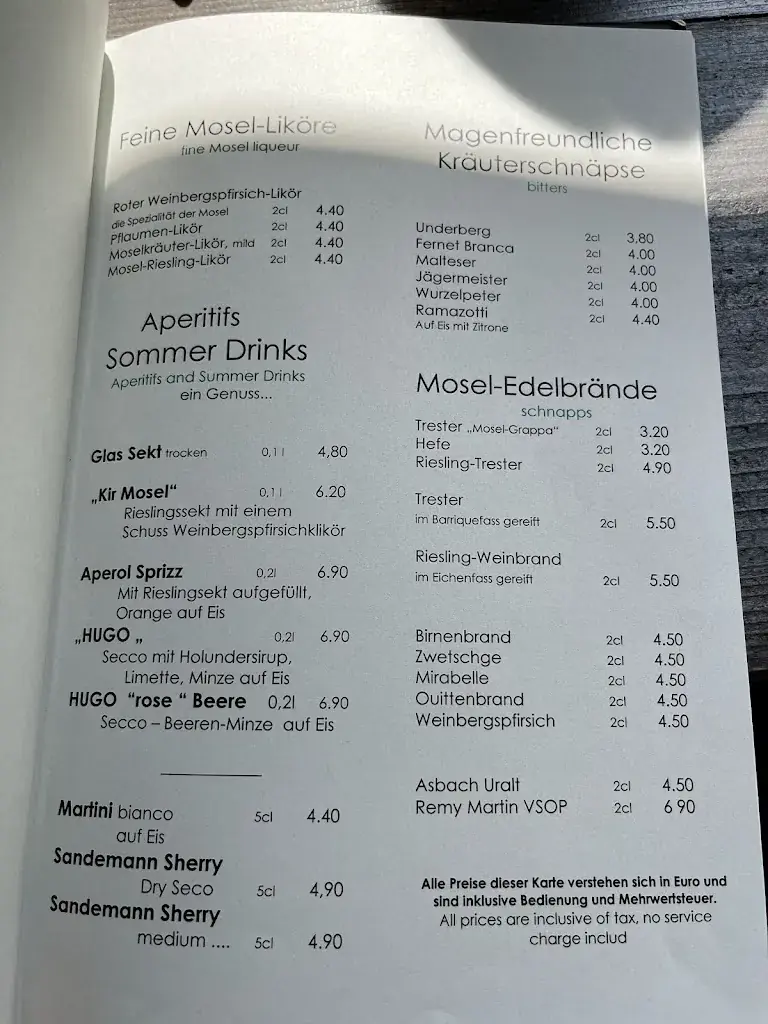 Feine Mosel-Liköre
fine Mosel liqueur
Roter Weinbergspfirsich-Likör
die Spezialität der Mosel 2cl 4.40
Pflaumen-Likör 2cl 4.40
Moselkräuter-Likör, mild 2cl 4.40
Mosel-Riesling-Likör 2cl 4.40
Aperitifs
Sommer Drinks
Aperitifs and Summer Drinks
ein Genuss...
Glas Sekt trocken 0,1 l 4,80
„Kir Mosel“ 0,1 l 6.20
Rieslingssekt mit einem
Schuss Weinbergspfirsichklikör
Aperol Sprizz 0,2l 6.90
Mit Rieslingsekt aufgefüllt,
Orange auf Eis
„HUGO „ 0,2l 6.90
Secco mit Holundersirup,
Limette, Minze auf Eis
HUGO “rose “ Beere 0,2l 6.90
Secco – Beeren-Minze auf Eis
Martini bianco 5cl 4.40
auf Eis
Sandemann Sherry
Dry Seco 5cl 4,90
Sandemann Sherry
medium .... 5cl 4.90
Magenfreundliche
Kräuterschnäpse
bitters
Underberg 2cl 3,80
Fernet Branca 2cl 4.00
Malteser 2cl 4.00
Jägermeister 2cl 4.00
Wurzelpeter 2cl 4.00
Ramazotti 2cl 4.40
Auf Eis mit Zitrone
Mosel-Edelbrände
schnapps
Trester „Mosel-Grappa“ 2cl 3.20
Hefe 2cl 3.20
Riesling-Trester 2cl 4.90
Trester
im Barriquefass gereift 2cl 5.50
Riesling-Weinbrand
im Eichenfass gereift 2cl 5.50
Birnenbrand 2cl 4.50
Zwetschge 2cl 4.50
Mirabelle 2cl 4.50
Quittenbrand 2cl 4.50
Weinbergspfirsich 2cl 4.50
Asbach Uralt 2cl 4.50
Remy Martin VSOP 2cl 6 90
Alle Preise dieser Karte verstehen sich in Euro und
sind inklusive Bedienung und Mehrwertsteuer.
All prices are inclusive of tax, no service
charge includ